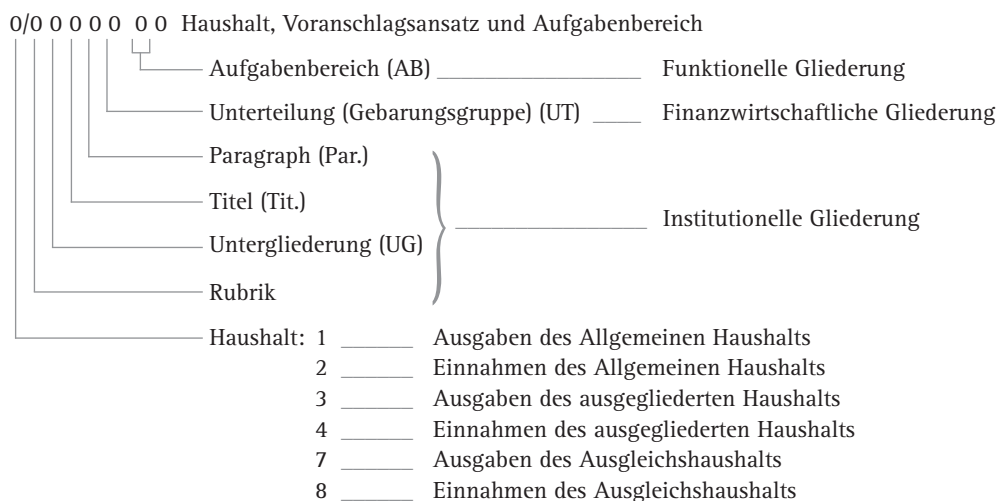 0/0 0 0 0 0 0 0 Haushalt, Voranschlagsansatz und Aufgabenbereich
Aufgabenbereich (AB) Funktionelle Gliederung
Unterteilung (Gebarungsgruppe) (UT) Finanzwirtschaftliche Gliederung
Paragraph (Par.)
Titel (Tit.)
Institutionelle Gliederung
Untergliederung (UG)
Rubrik
Haushalt: 1 Ausgaben des Allgemeinen Haushalts
2 Einnahmen des Allgemeinen Haushalts
3 Ausgaben des ausgegliederten Haushalts
4 Einnahmen des ausgegliederten Haushalts
7 Ausgaben des Ausgleichshaushalts
8 Einnahmen des Ausgleichshaushalts